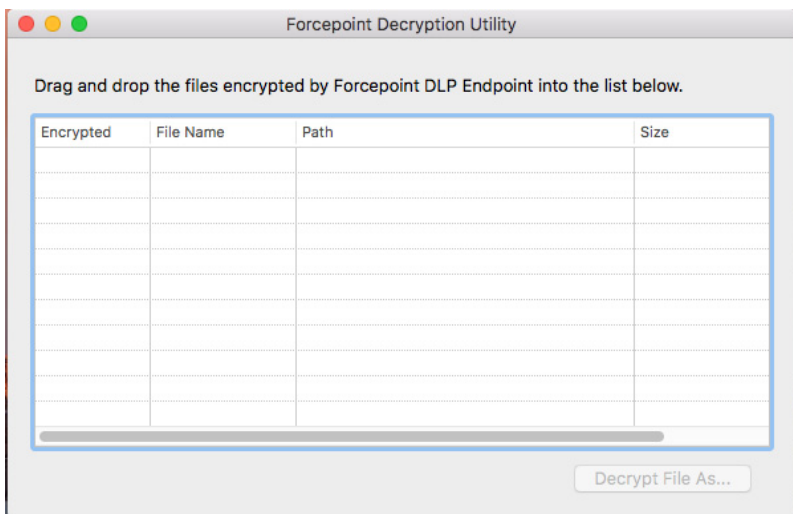 Forcepoint Decryption Utility
Drag and drop the files encrypted by Forcepoint DLP Endpoint into the list below.
Encrypted File Name Path Size
Decrypt File As...